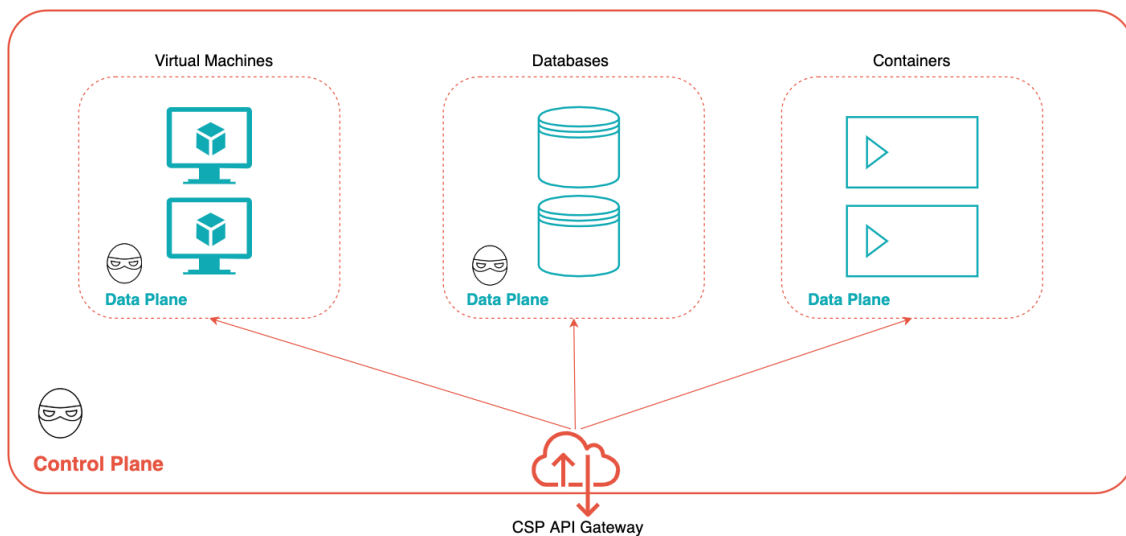 Virtual Machines
Databases
Containers
Data Plane
Data Plane
Data Plane
Control Plane
CSP API Gateway